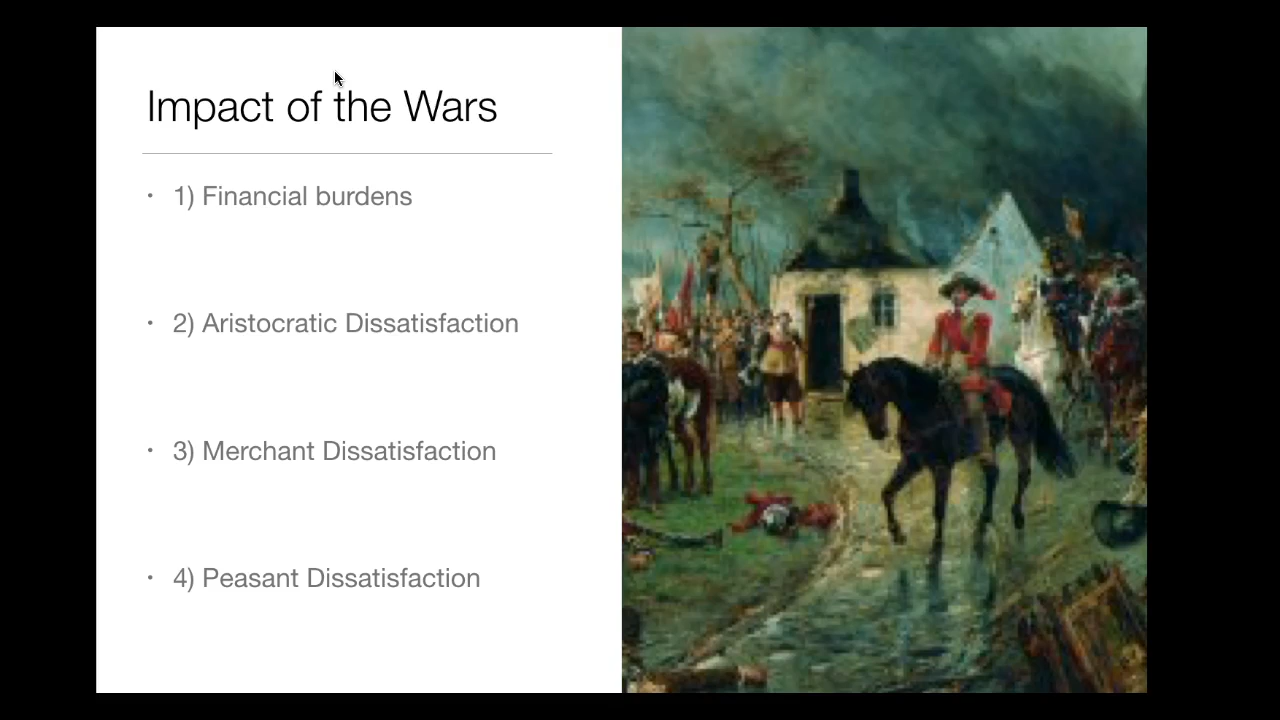 Impact of the Wars
• 1) Financial burdens
• 2) Aristocratic Dissatisfaction
• 3) Merchant Dissatisfaction
• 4) Peasant Dissatisfaction